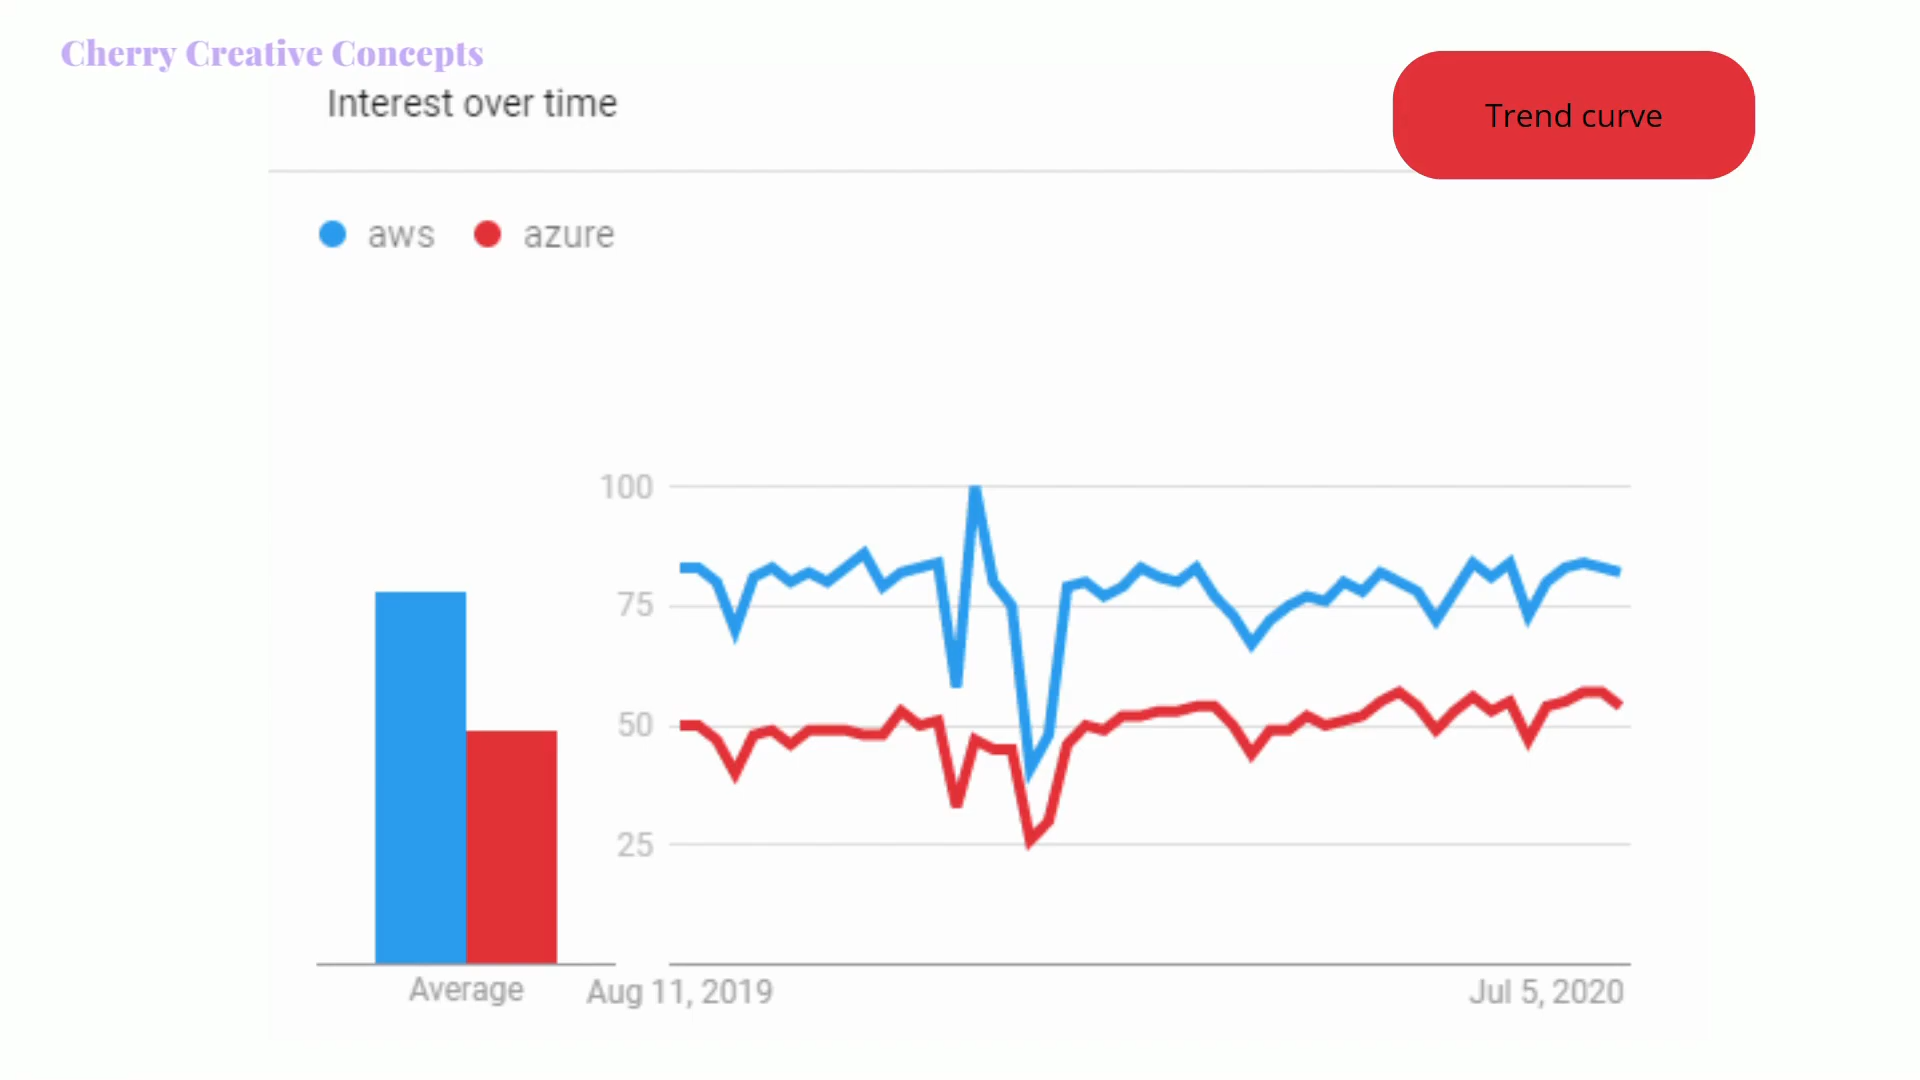 Cherry Creative Concepts
Interest over time
Trend curve
aws azure
100
75
50
25
Average Aug 11, 2019 Jul 5, 2020